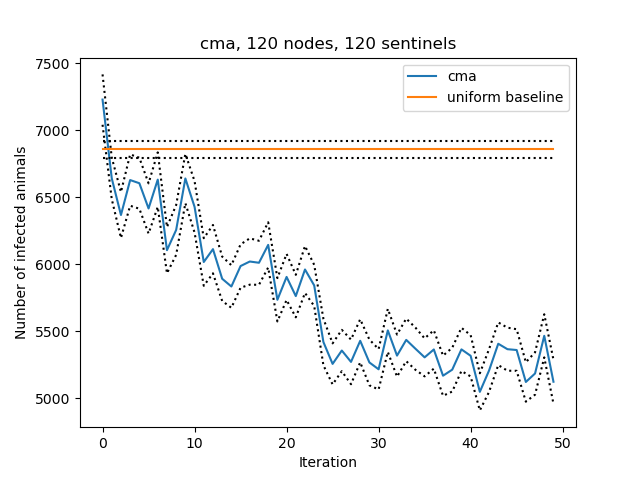 cma, 120 nodes, 120 sentinels
7500
7000
6500
6000
5500
5000
Number of infected animals
cma
uniform baseline
0
10
20
30
40
50
Iteration